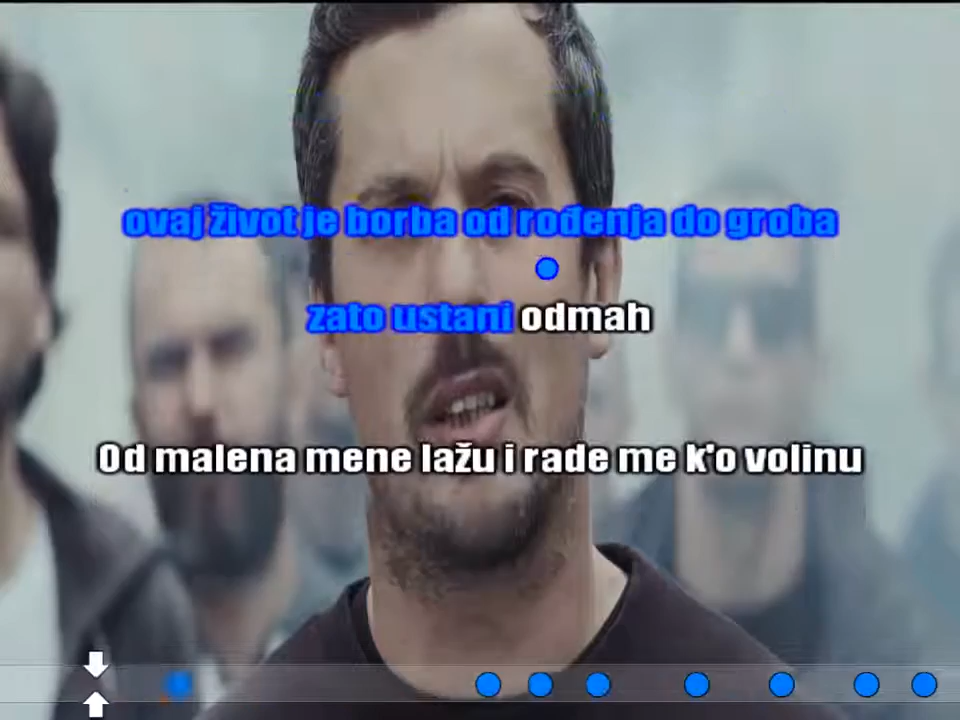 ovaj život je borba od rođenja do groba
zato ustani odmah
Od malena mene lažu i rade me k'o volinu